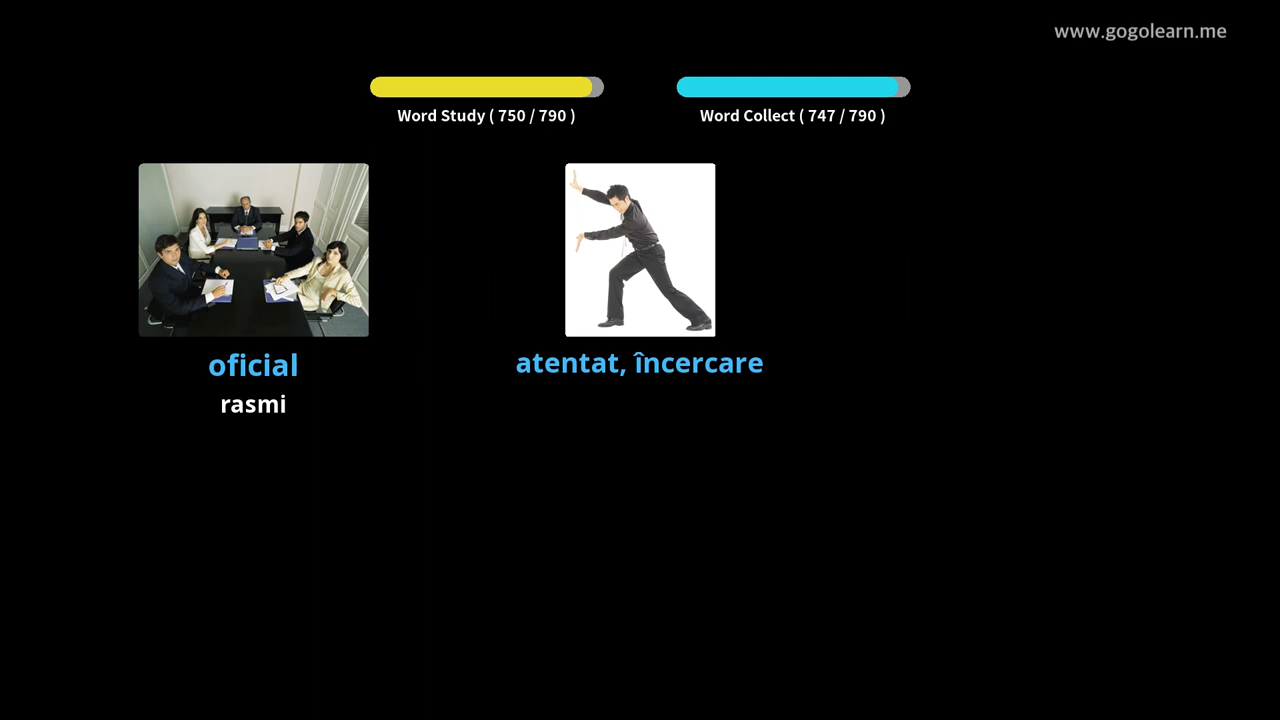 www.gogolearn.me
Word Study ( 750 / 790 )
Word Collect ( 747 / 790 )
oficial
rasmi
atentat, încercare